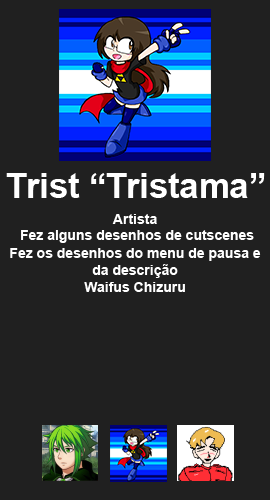 Trist “Tristama”
Artista
Fez alguns desenhos de cutscenes
Fez os desenhos do menu de pausa e
da descrição
Waifus Chizuru